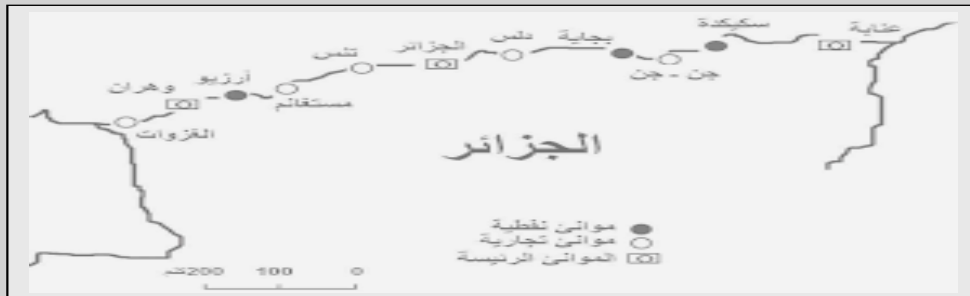 سكيكدة
عنابة
بجاية
دلس
الجزائر
تنس
جن - جن
أرزيو
وهران
مستغانم
الغزوات
الجزائر
موانئ نفطية
موانئ تجارية
الموانئ الرئيسة
0 100 200كلم